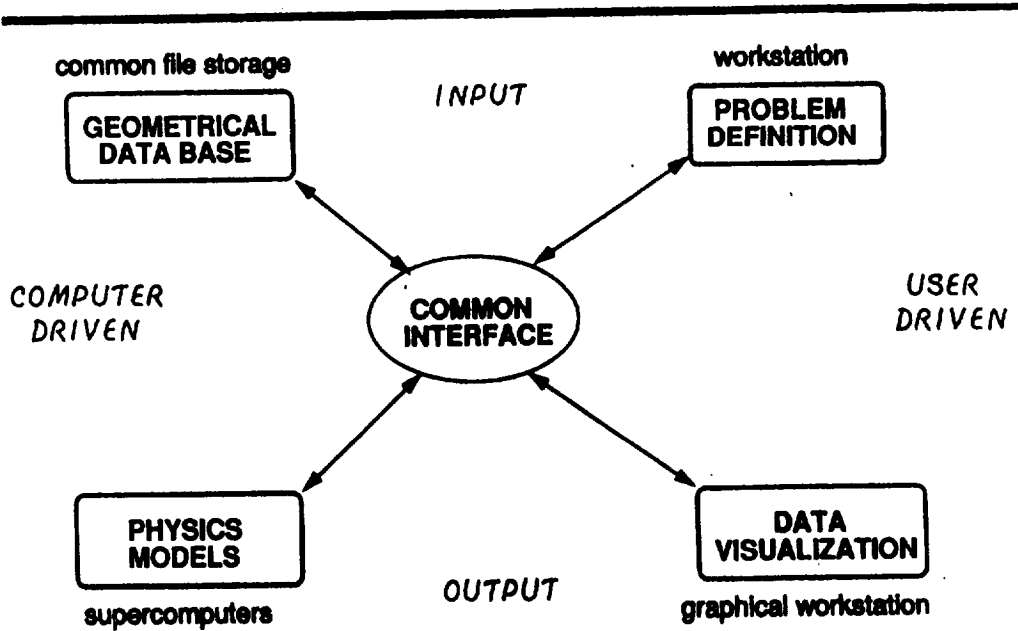 common file storage
GEOMETRICAL
DATA BASE
INPUT
workstation
PROBLEM
DEFINITION
COMPUTER
DRIVEN
COMMON
INTERFACE
USER
DRIVEN
PHYSICS
MODELS
supercomputers
OUTPUT
DATA
VISUALIZATION
graphical workstation